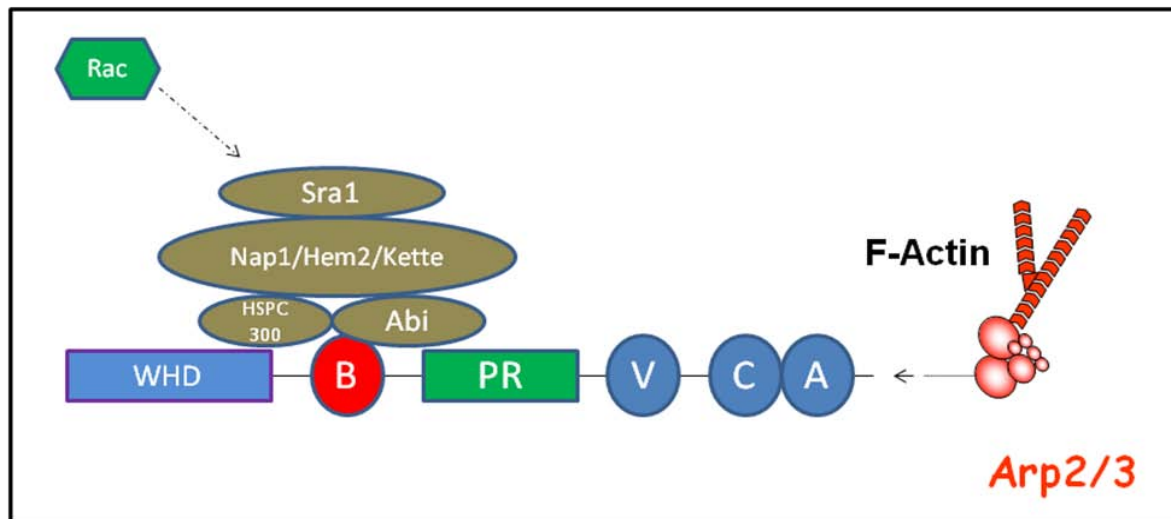 Rac
Sra1
Nap1/Hem2/Kette
F-Actin
HSPC
300
Abi
WHD
B
PR
V
C
A
Arp2/3